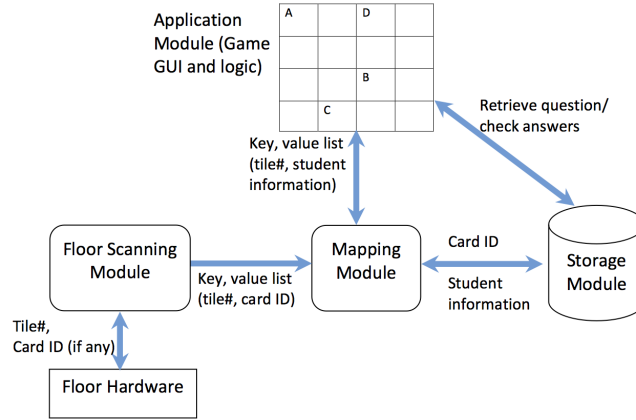 Application
Module (Game
GUI and logic)
A
D
B
C
Retrieve question/
check answers
Key, value list
(tile#, student
information)
Floor Scanning
Module
Key, value list
(tile#, card ID)
Mapping
Module
Card ID
Student
information
Storage
Module
Tile#,
Card ID (if any)
Floor Hardware